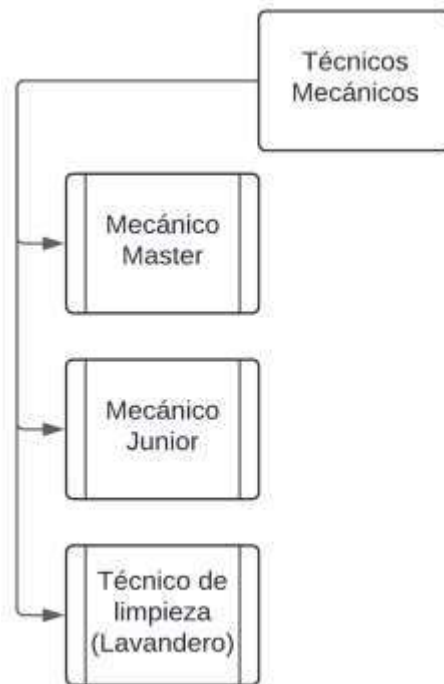 Técnicos
Mecánicos
Mecánico
Master
Mecánico
Junior
Técnico de
limpieza
(Lavandero)